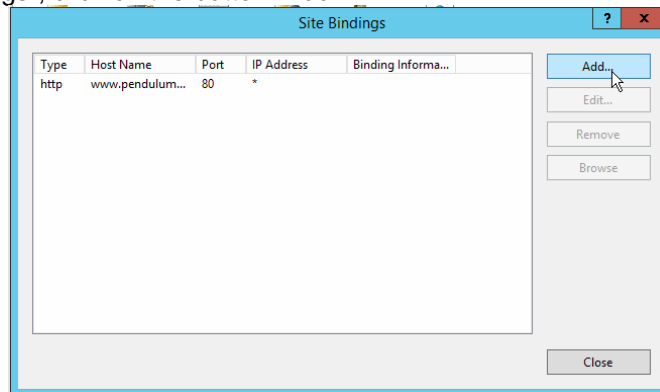 Site Bindings
? x
Type Host Name Port IP Address Binding Informa...
http www.pendulum... 80 *
Add...
Edit...
Remove
Browse
Close